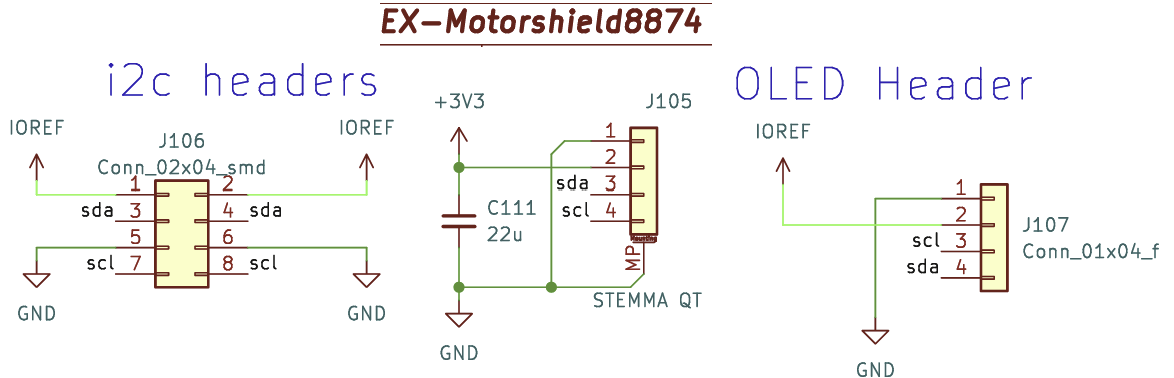 EX-Motorshield8874
i2c headers
OLED Header
IOREF
IOREF
J106
Conn_02x04_smd
1
2
sda
3
4
sda
5
6
scl
7
8
scl
GND
GND
+3V3
J105
1
2
sda
3
scl
4
C111
22u
Mounting
MP
STEMMA QT
GND
IOREF
1
2
scl
3
sda
4
J107
Conn_01x04_f
GND